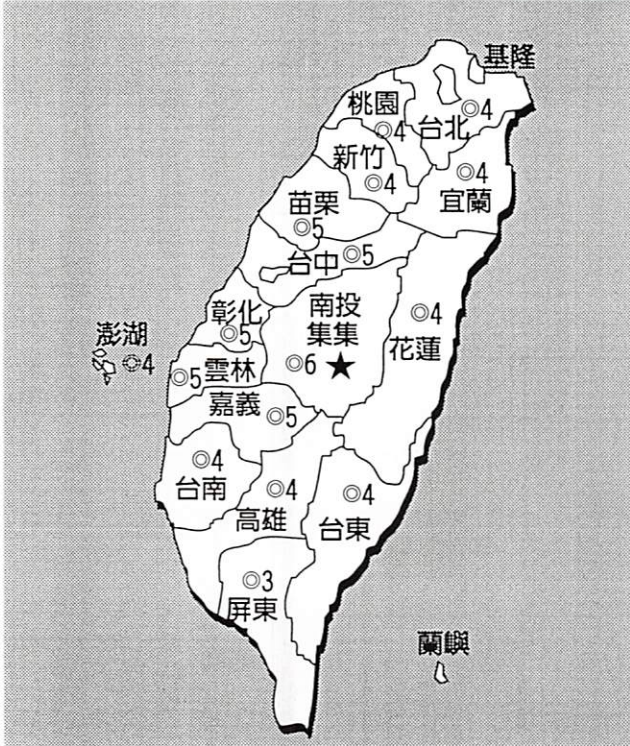 基隆
桃園
4
台北
4
新竹
4
4
宜蘭
苗栗
5
台中
5
南投
集集
6
★
4
花蓮
彰化
5
澎湖
4
5
雲林
嘉義
5
4
台南
4
高雄
4
台東
3
屏東
蘭嶼